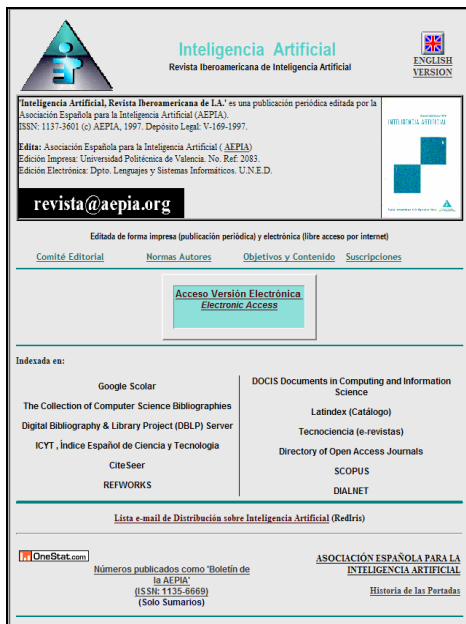 Inteligencia Artificial
Revista Iberoamericana de Inteligencia Artificial
ENGLISH
VERSION
'Inteligencia Artificial, Revista Iberoamericana de I.A.' es una publicación periódica editada por la
Asociación Española para la Inteligencia Artificial (AEPIA).
ISSN: 1137-3601 (c) AEPIA, 1997. Depósito Legal: V-169-1997.
Edita: Asociación Española para la Inteligencia Artificial ( AEPIA)
Edición Impresa: Universidad Politécnica de Valencia. No. Ref: 2083.
Edición Electrónica: Dpto. Lenguajes y Sistemas Informáticos. U.N.E.D.
revista@aepia.org
INTELIGENCIA ARTIFICIAL
Editada de forma impresa (publicación periódica) y electrónica (libre acceso por internet)
Comité Editorial Normas Autores Objetivos y Contenido Suscripciones
Acceso Versión Electrónica
Electronic Access
Indexada en:
Google Scolar
The Collection of Computer Science Bibliographies
Digital Bibliography & Library Project (DBLP) Server
ICYT , Índice Español de Ciencia y Tecnologia
CiteSeer
REFWORKS
DOCIS Documents in Computing and Information
Science
Latindex (Catálogo)
Tecnociencia (e-revistas)
Directory of Open Access Journals
SCOPUS
DIALNET
Lista e-mail de Distribución sobre Inteligencia Artificial (RedIris)
OneStat.com
Números publicados como 'Boletín de
la AEPIA'
(ISSN: 1135-6669)
(Solo Sumarios)
ASOCIACIÓN ESPAÑOLA PARA LA
INTELIGENCIA ARTIFICIAL
Historia de las Portadas